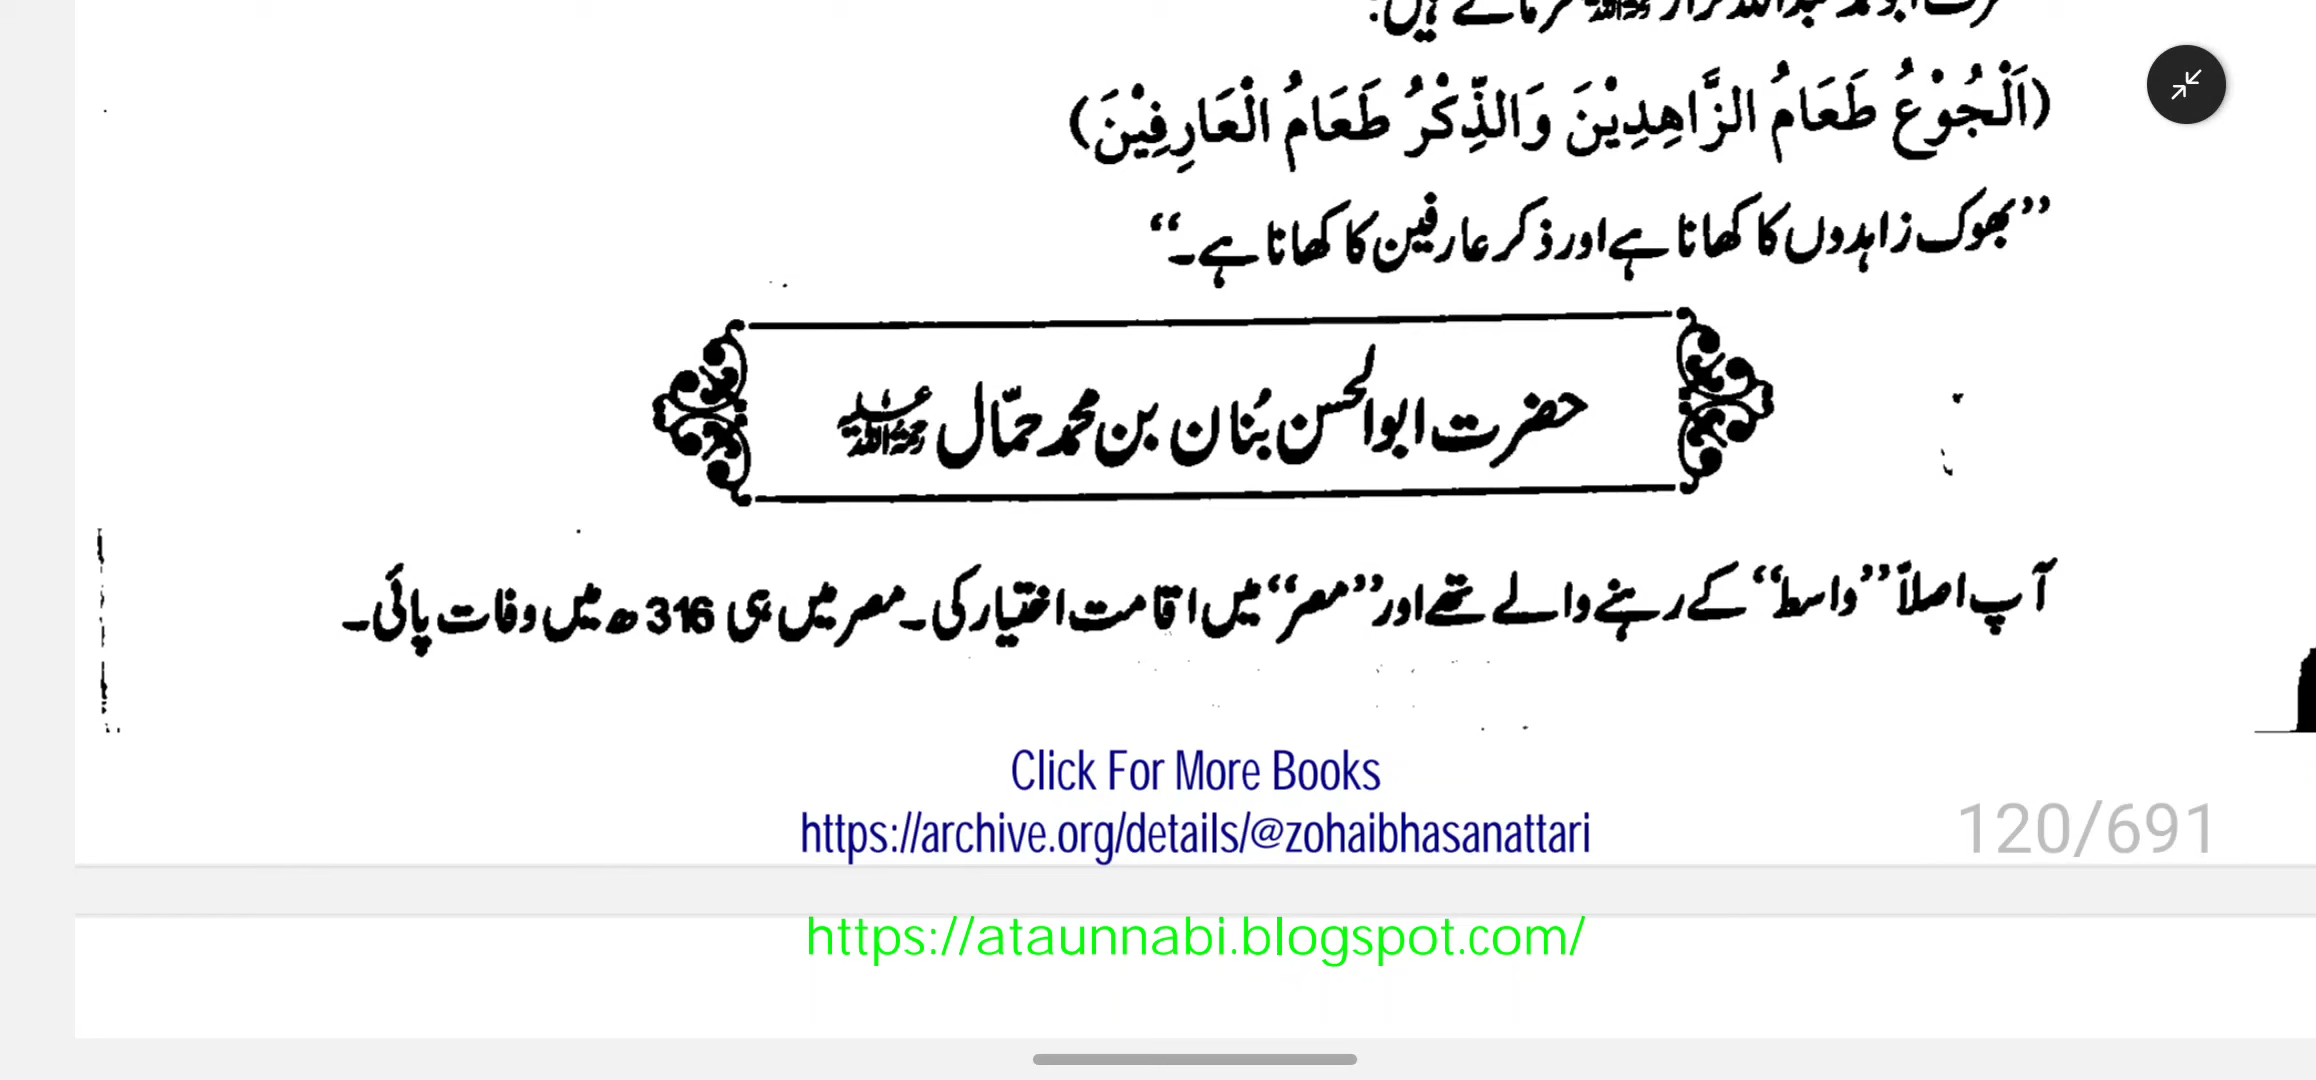 فرماتے ہیں:
(اَلْجُوْعُ طَعَامُ الزَّاهِدِيْنَ وَالذِّكْرُ طَعَامُ الْعَارِفِيْنَ)
’’بھوک زاہدوں کا کھانا ہے اور ذکر عارفین کا کھانا ہے۔‘‘
حضرت ابوالحسن بُنان بن محمد حمّال رحمۃ اللہ علیہ
آپ اصلاً ’’واسط‘‘ کے رہنے والے تھے اور ’’مصر‘‘ میں اقامت اختیار کی۔ مصر میں ہی 316 ھ میں وفات پائی۔
Click For More Books
https://archive.org/details/@zohaibhasanattari
120/691
https://ataunnabi.blogspot.com/